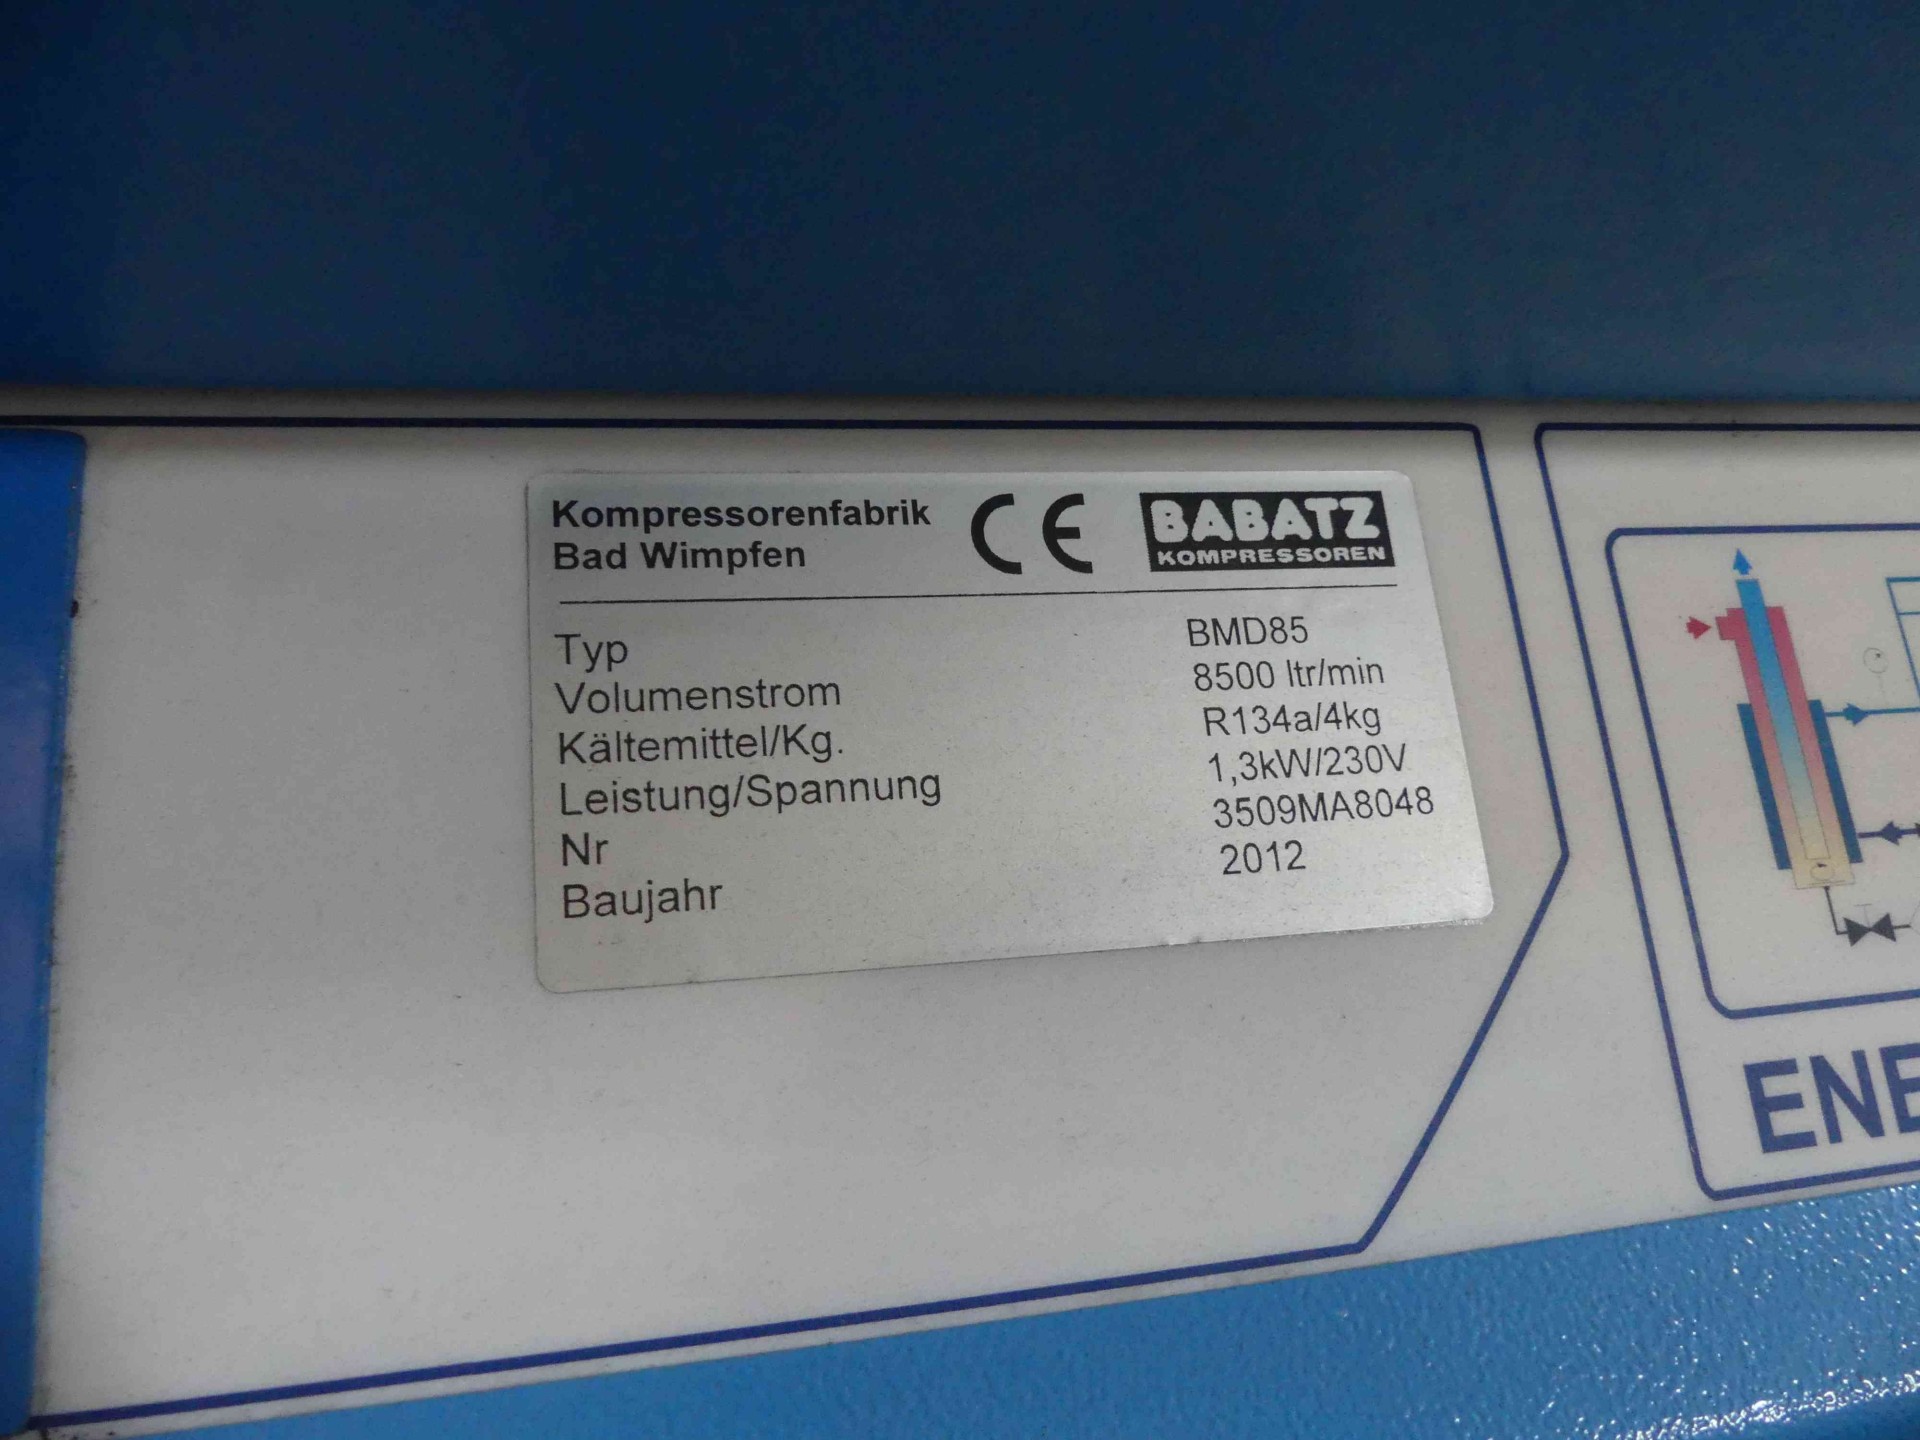 Kompressorenfabrik
Bad Wimpfen
CE
BABATZ
KOMPRESSOREN
Typ BMD85
Volumenstrom 8500 ltr/min
Kältemittel/Kg. R134a/4kg
Leistung/Spannung 1,3kW/230V
Nr 3509MA8048
Baujahr 2012
ENE